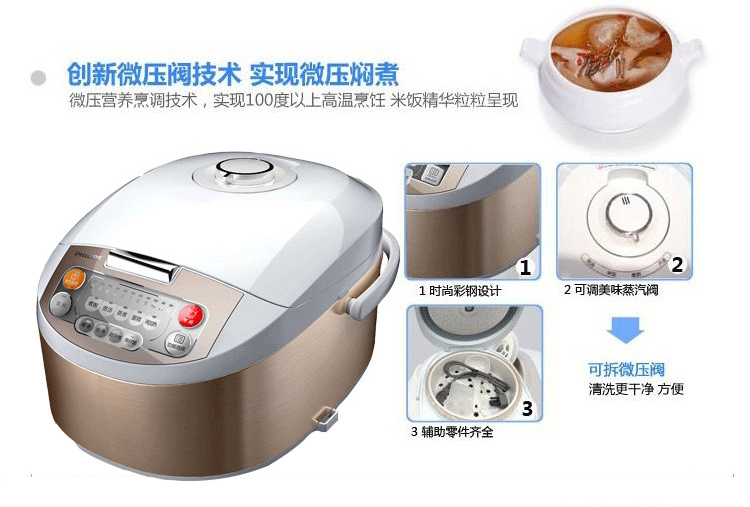 创新微压阀技术 实现微压焖煮
微压营养烹调技术，实现100度以上高温烹饪 米饭精华粒粒呈现
1
1 时尚彩钢设计
2
2 可调美味蒸汽阀
可拆微压阀
清洗更干净 方便
3
3 辅助零件齐全